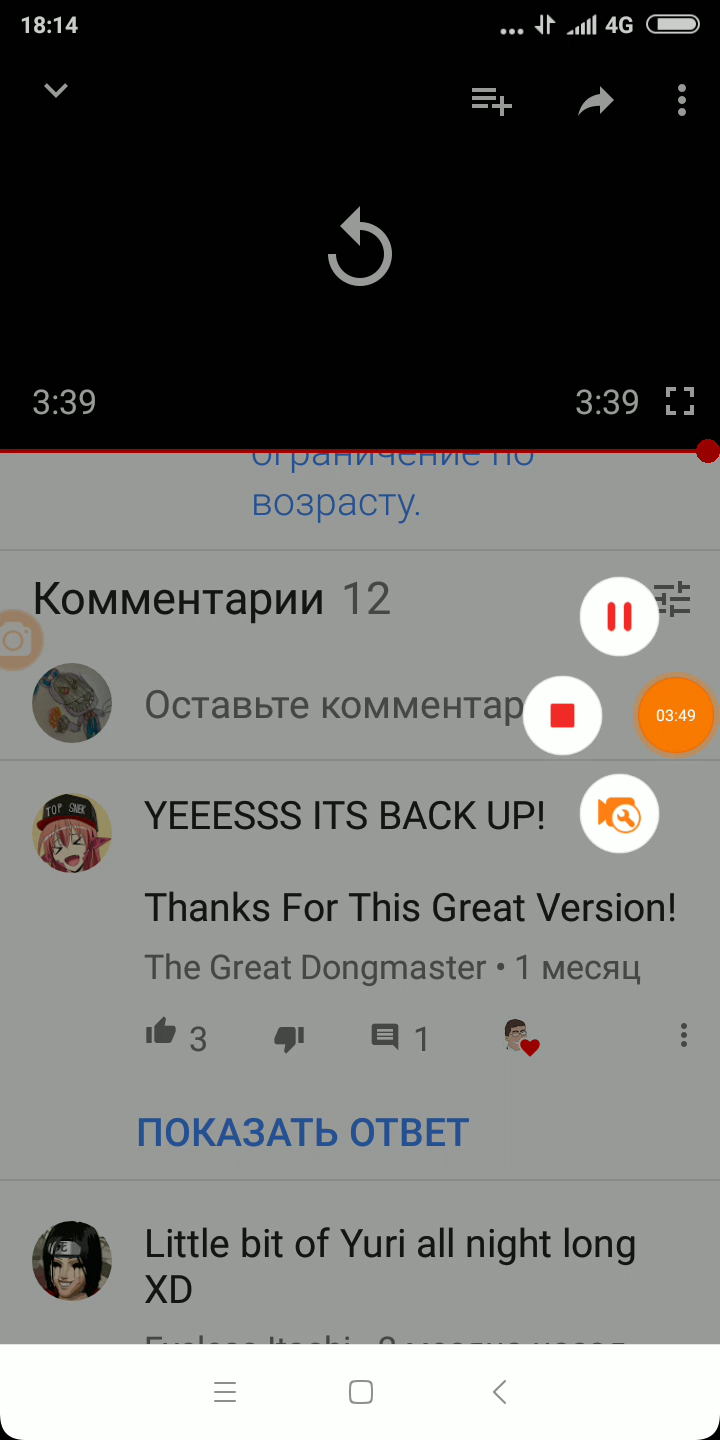 18:14
4G
3:39
3:39
ограничение по
возрасту.
Комментарии 12
Оставьте комментар
03:49
TOP SNEK
YEEESSS ITS BACK UP!
Thanks For This Great Version!
The Great Dongmaster • 1 месяц
3
1
ПОКАЗАТЬ ОТВЕТ
Little bit of Yuri all night long
XD